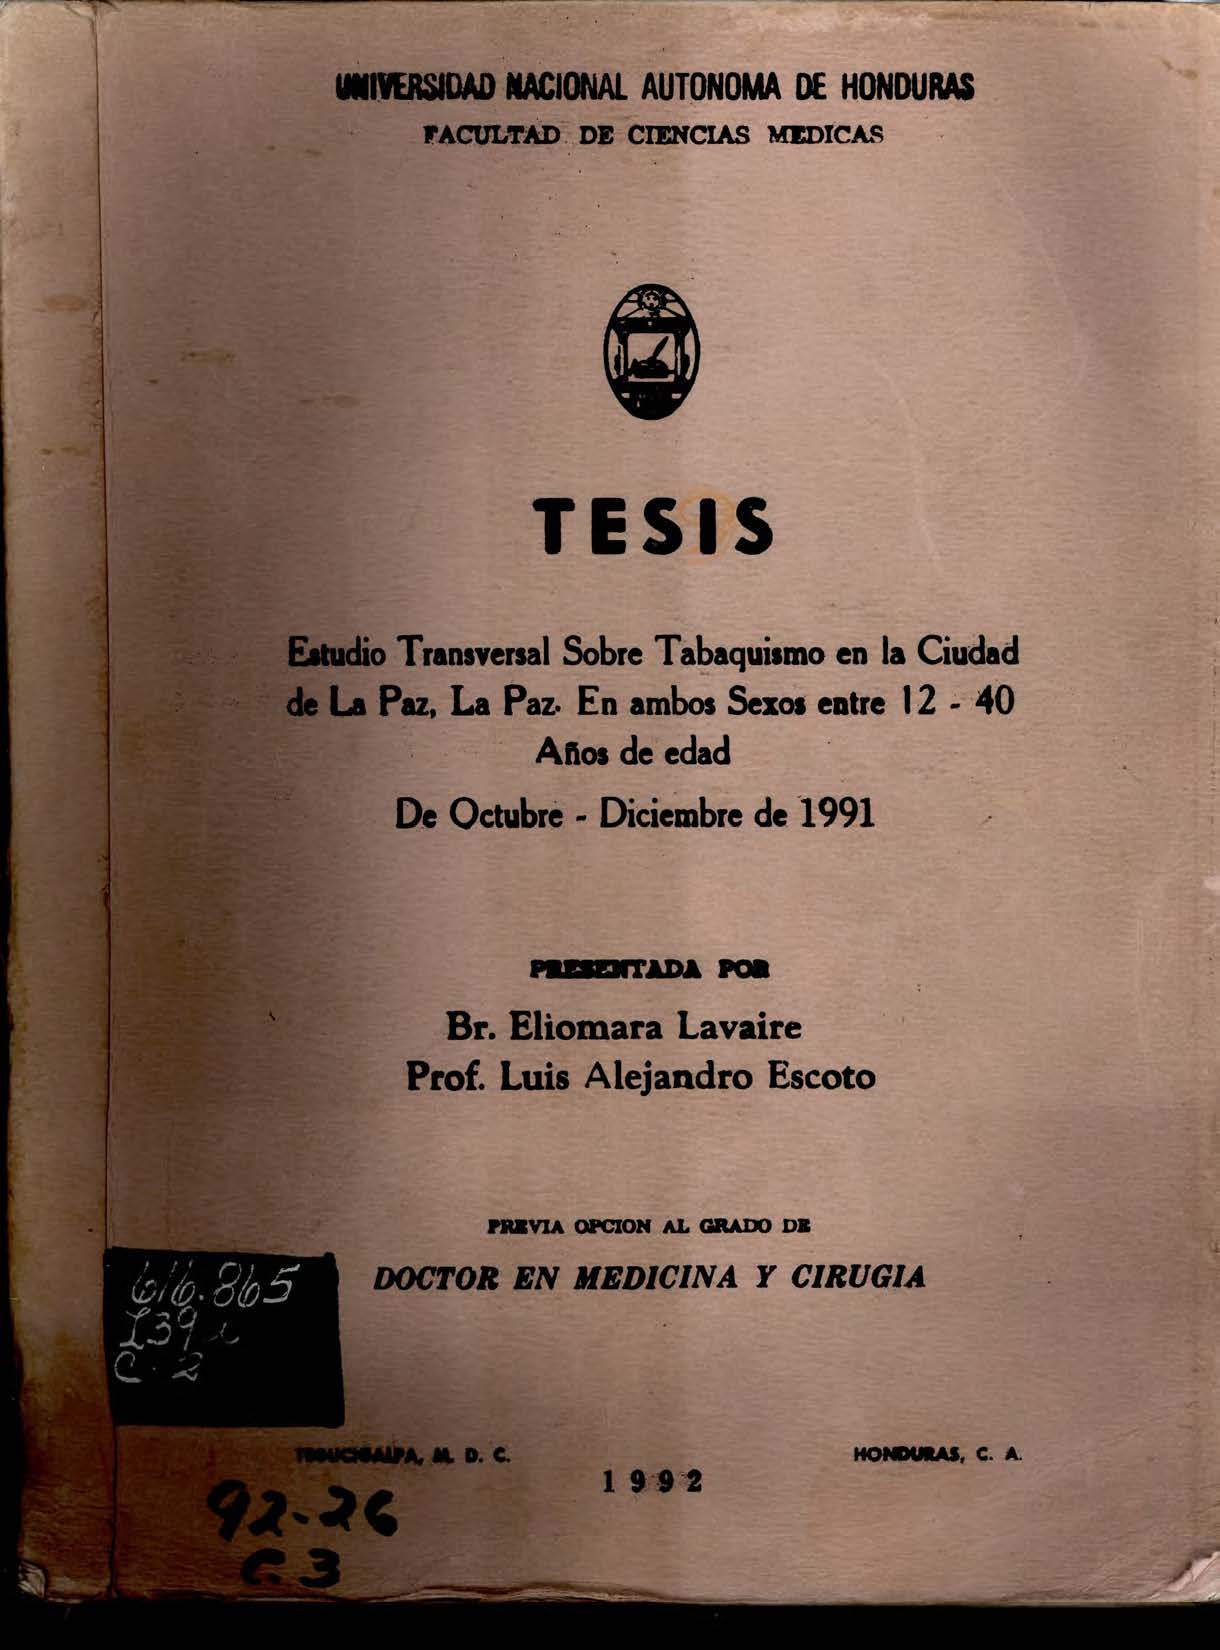 UNIVERSIDAD NACIONAL AUTONOMA DE HONDURAS
FACULTAD DE CIENCIAS MEDICAS
TESIS
Estudio Transversal Sobre Tabaquismo en la Ciudad
de La Paz, La Paz. En ambos Sexos entre 12 - 40
Años de edad
De Octubre - Diciembre de 1991
PRESENTADA POR
Br. Eliomara Lavaire
Prof. Luis Alejandro Escoto
PREVIA OPCION AL GRADO DE
DOCTOR EN MEDICINA Y CIRUGIA
616.865
L39
C. 2
TEGUCIGALPA, M. D. C.
HONDURAS, C. A.
1992
92-26
C. 3